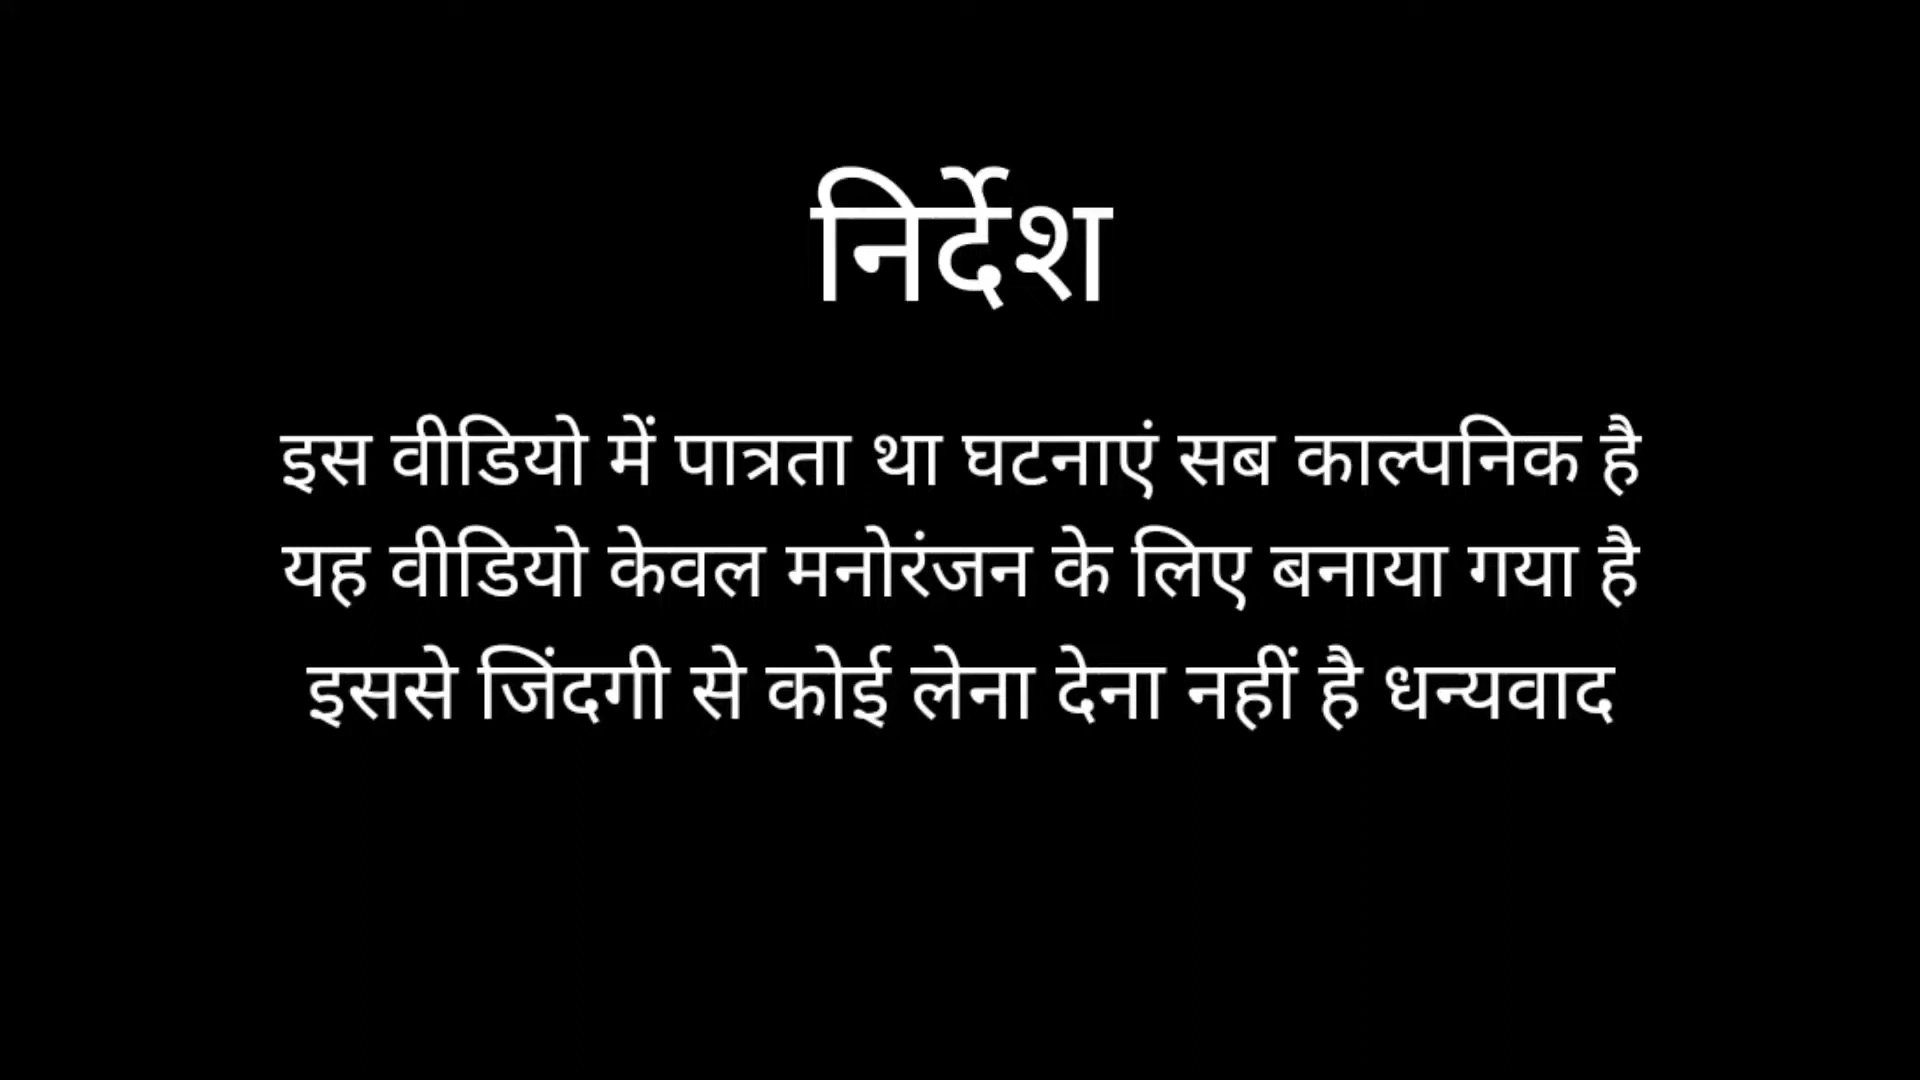 निर्देश
इस वीडियो में पात्रता था घटनाएं सब काल्पनिक है
यह वीडियो केवल मनोरंजन के लिए बनाया गया है
इससे जिंदगी से कोई लेना देना नहीं है धन्यवाद